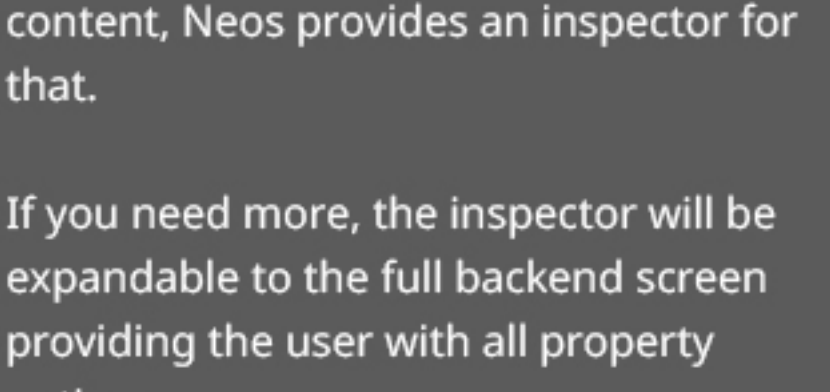 content, Neos provides an inspector for
that.
If you need more, the inspector will be
expandable to the full backend screen
providing the user with all property